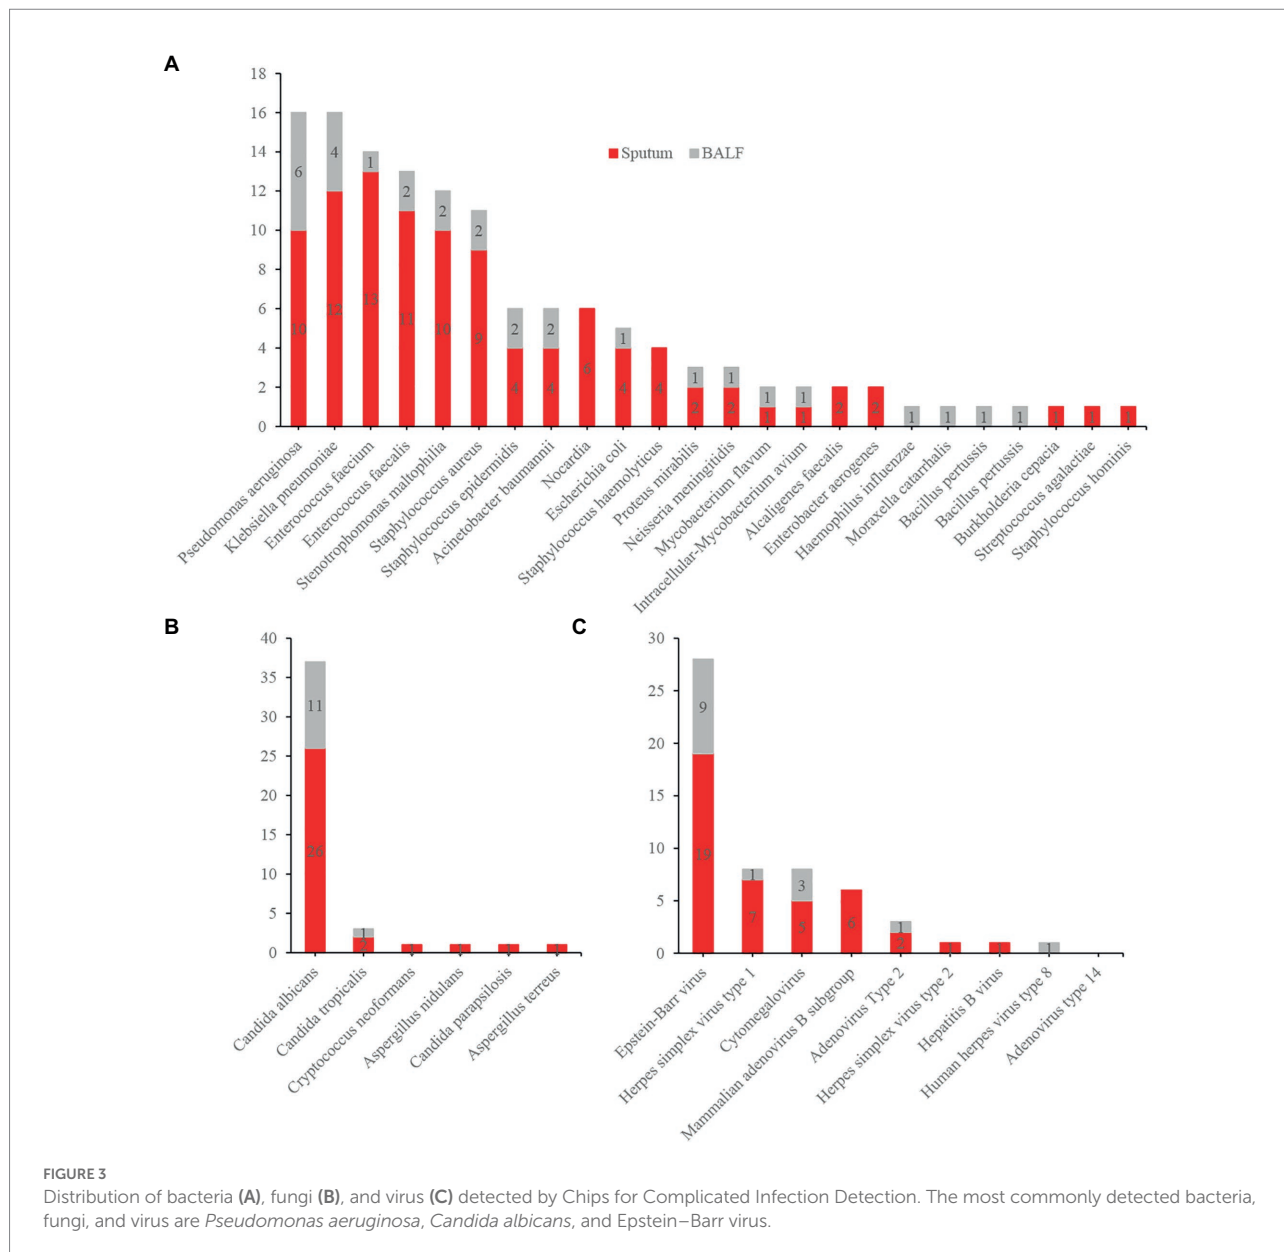 A
18
16
14
12
10
8
6
4
2
0
Sputum BALF
6 4 1 2 2 2 2 2 1 1 1 1 1 1 1 1 1
10 12 13 11 10 9 4 4 6 4 4 2 2 1 1 2 2 1 1 1
Pseudomonas aeruginosa
Klebsiella pneumoniae
Enterococcus faecium
Enterococcus faecalis
Stenotrophomonas maltophilia
Staphylococcus aureus
Staphylococcus epidermidis
Acinetobacter baumannii
Nocardia
Escherichia coli
Staphylococcus haemolyticus
Proteus mirabilis
Neisseria meningitidis
Mycobacterium flavum
Intracellular-Mycobacterium avium
Alcaligenes faecalis
Enterobacter aerogenes
Haemophilus influenzae
Moraxella catarrhalis
Bacillus pertussis
Bacillus pertussis
Burkholderia cepacia
Streptococcus agalactiae
Staphylococcus hominis
B
40
35
30
25
20
15
10
5
0
11 1
26 2 1 1 1 1
Candida albicans
Candida tropicalis
Cryptococcus neoformans
Aspergillus nidulans
Candida parapsilosis
Aspergillus terreus
C
30
25
20
15
10
5
0
9 1 3 1 1
19 7 5 6 2 1 1
Epstein-Barr virus
Herpes simplex virus type 1
Cytomegalovirus
Mammalian adenovirus B subgroup
Adenovirus Type 2
Herpes simplex virus type 2
Hepatitis B virus
Human herpes virus type 8
Adenovirus type 14
FIGURE 3
Distribution of bacteria (A), fungi (B), and virus (C) detected by Chips for Complicated Infection Detection. The most commonly detected bacteria,
fungi, and virus are Pseudomonas aeruginosa, Candida albicans, and Epstein–Barr virus.